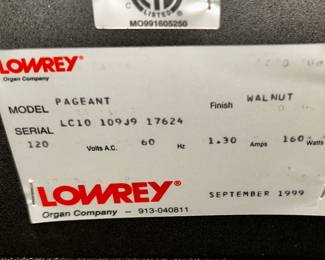 LISTED
MO991605250
LOWREY®
Organ Company
MODEL PAGEANT Finish WALNUT
SERIAL LC10 109J9 17624
120 Volts A.C. 60 Hz 1.30 Amps 160 Watts
LOWREY®
Organ Company – 913-040811
SEPTEMBER 1999